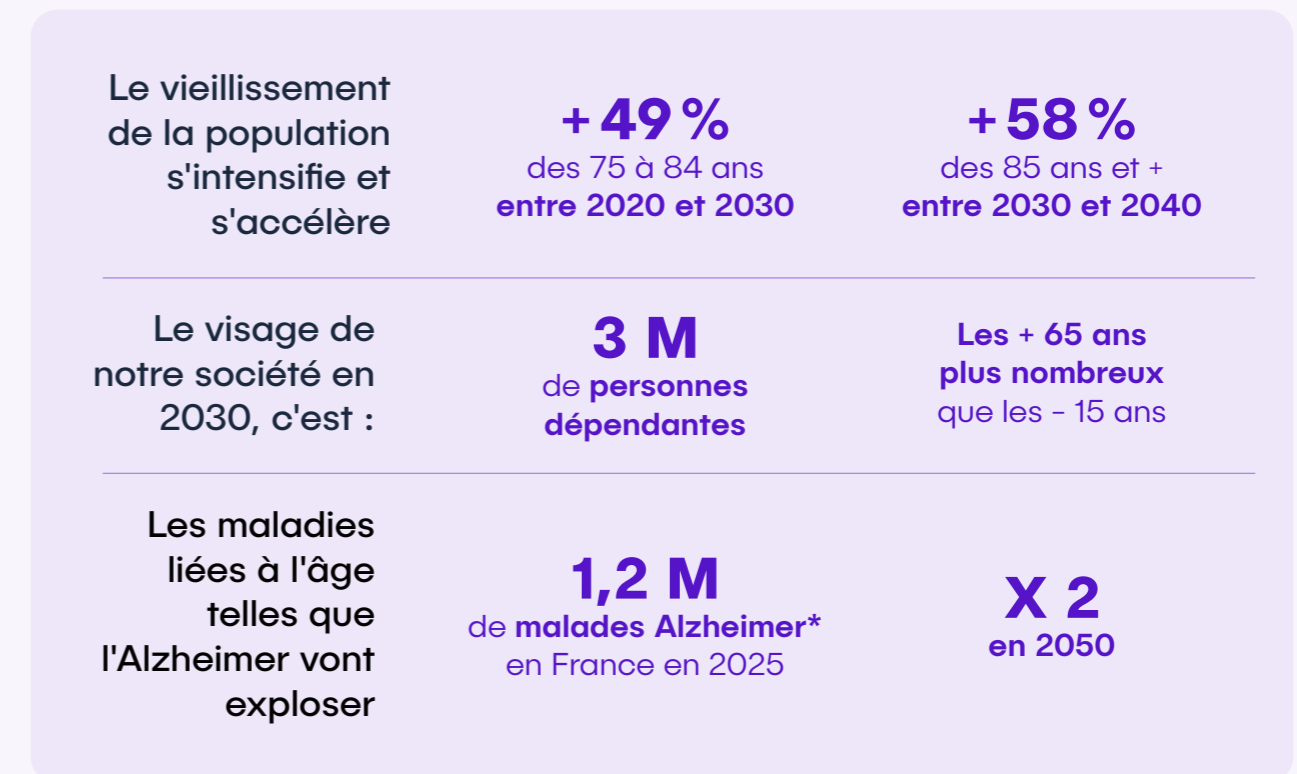 Le vieillissement
de la population
s'intensifie et
s'accélère
+ 49 %
des 75 à 84 ans
entre 2020 et 2030
+ 58 %
des 85 ans et +
entre 2030 et 2040
Le visage de
notre société en
2030, c'est :
3 M
de personnes
dépendantes
Les + 65 ans
plus nombreux
que les - 15 ans
Les maladies
liées à l'âge
telles que
l'Alzheimer vont
exploser
1,2 M
de malades Alzheimer*
en France en 2025
X 2
en 2050